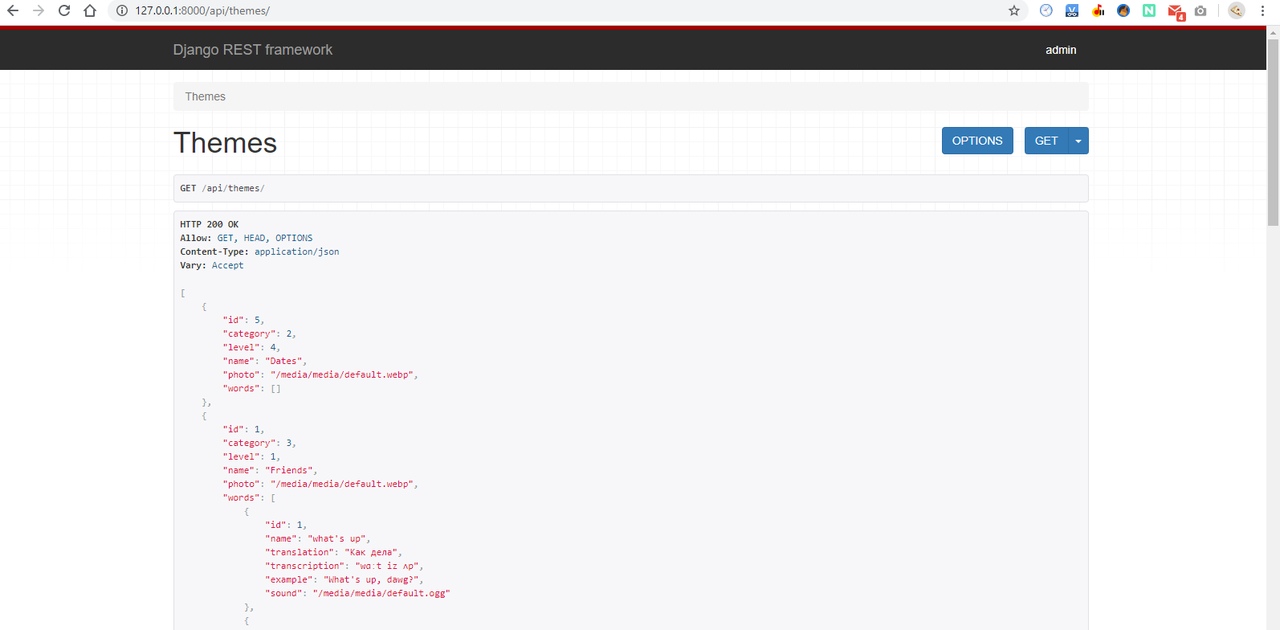 127.0.0.1:8000/api/themes/
4
Django REST framework
admin
Themes
Themes
OPTIONS
GET
GET /api/themes/
HTTP 200 OK
Allow: GET, HEAD, OPTIONS
Content-Type: application/json
Vary: Accept
[
{
"id": 5,
"category": 2,
"level": 4,
"name": "Dates",
"photo": "/media/media/default.webp",
"words": []
},
{
"id": 1,
"category": 3,
"level": 1,
"name": "Friends",
"photo": "/media/media/default.webp",
"words": [
{
"id": 1,
"name": "what's up",
"translation": "Как дела",
"transcription": "wɑːt iz ʌp",
"example": "What's up, dawg?",
"sound": "/media/media/default.ogg"
},
{